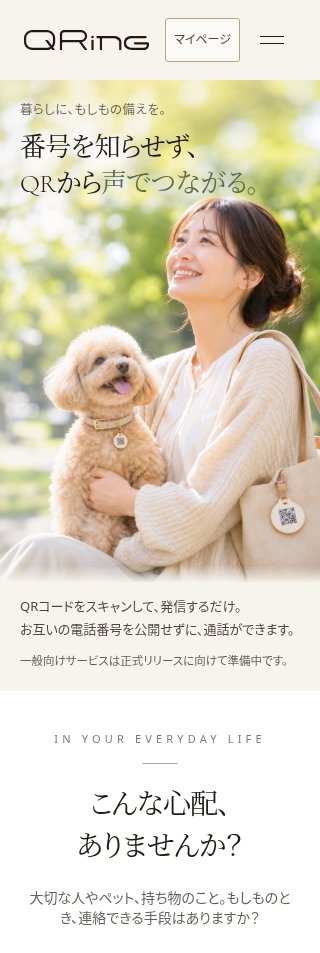 QRing
マイページ
暮らしに、もしもの備えを。
番号を知らせず、
QRから声でつながる。
QRコードをスキャンして、発信するだけ。
お互いの電話番号を公開せずに、通話ができます。
一般向けサービスは正式リリースに向けて準備中です。
IN YOUR EVERYDAY LIFE
こんな心配、
ありませんか？
大切な人やペット、持ち物のこと。もしものと
き、連絡できる手段はありますか？